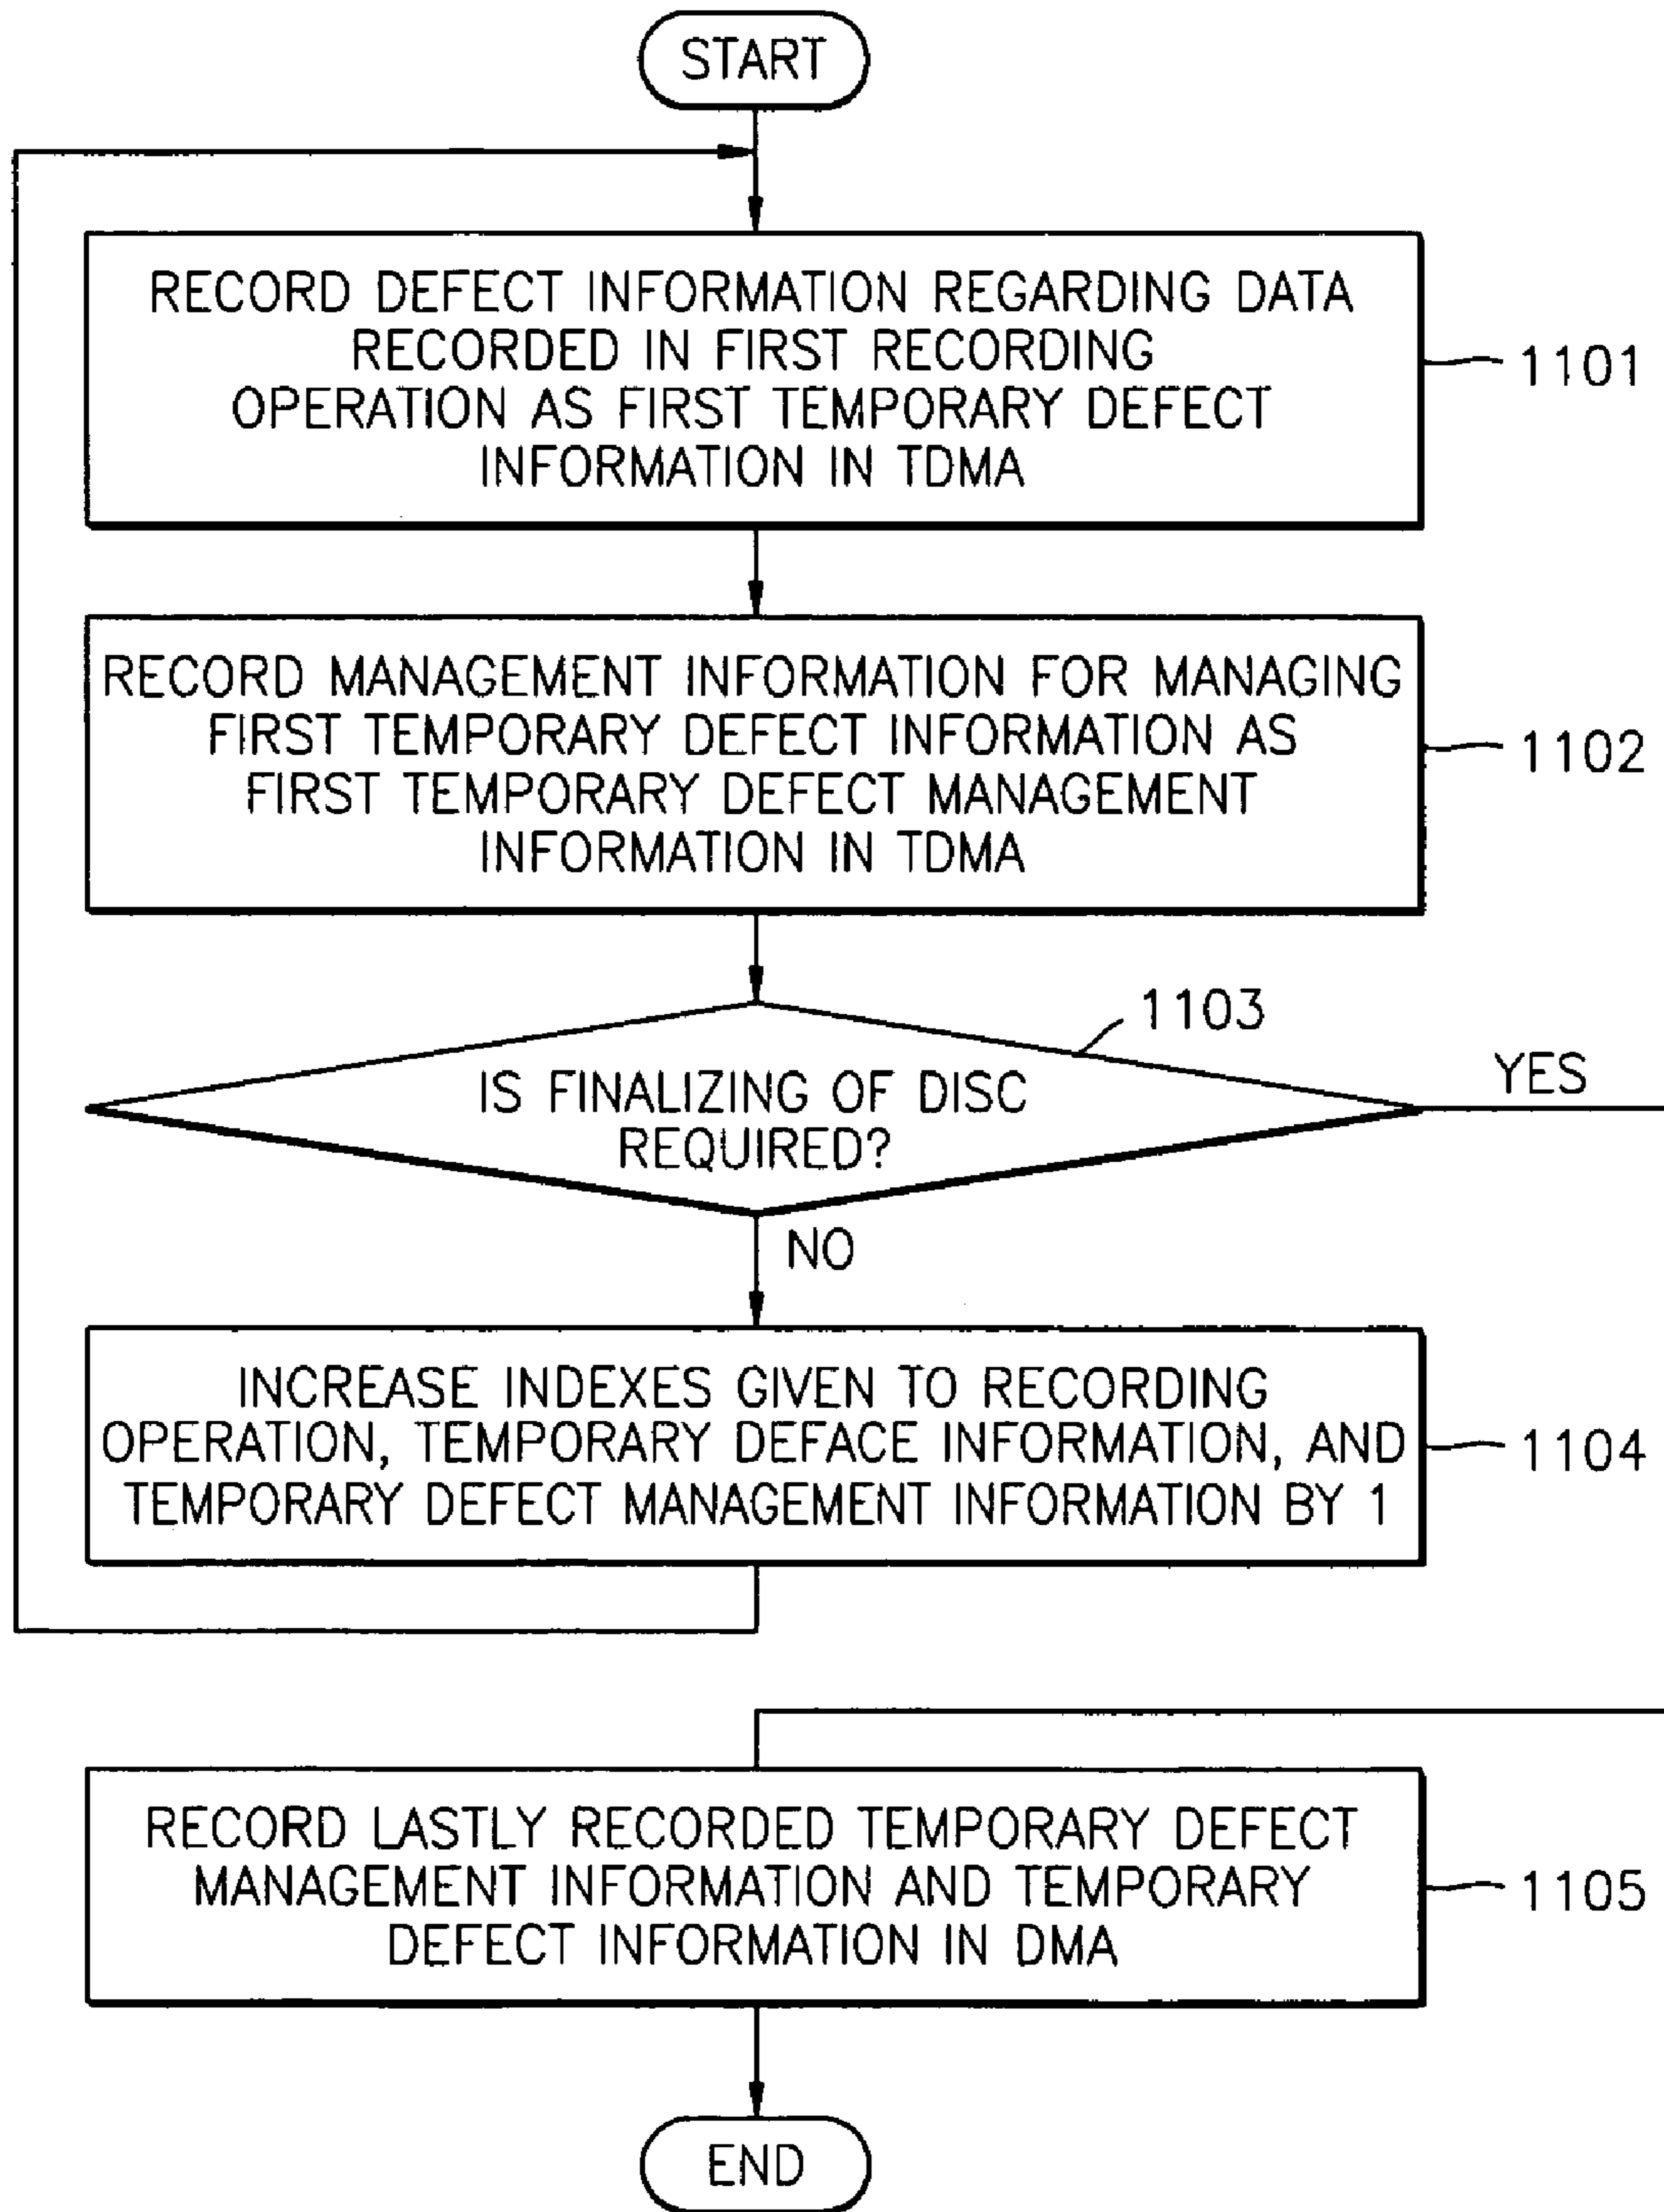 START
RECORD DEFECT INFORMATION REGARDING DATA
RECORDED IN FIRST RECORDING
OPERATION AS FIRST TEMPORARY DEFECT
INFORMATION IN TDMA
1101
RECORD MANAGEMENT INFORMATION FOR MANAGING
FIRST TEMPORARY DEFECT INFORMATION AS
FIRST TEMPORARY DEFECT MANAGEMENT
INFORMATION IN TDMA
1102
1103
IS FINALIZING OF DISC
REQUIRED?
YES
NO
INCREASE INDEXES GIVEN TO RECORDING
OPERATION, TEMPORARY DEFACE INFORMATION, AND
TEMPORARY DEFECT MANAGEMENT INFORMATION BY 1
1104
RECORD LASTLY RECORDED TEMPORARY DEFECT
MANAGEMENT INFORMATION AND TEMPORARY
DEFECT INFORMATION IN DMA
1105
END